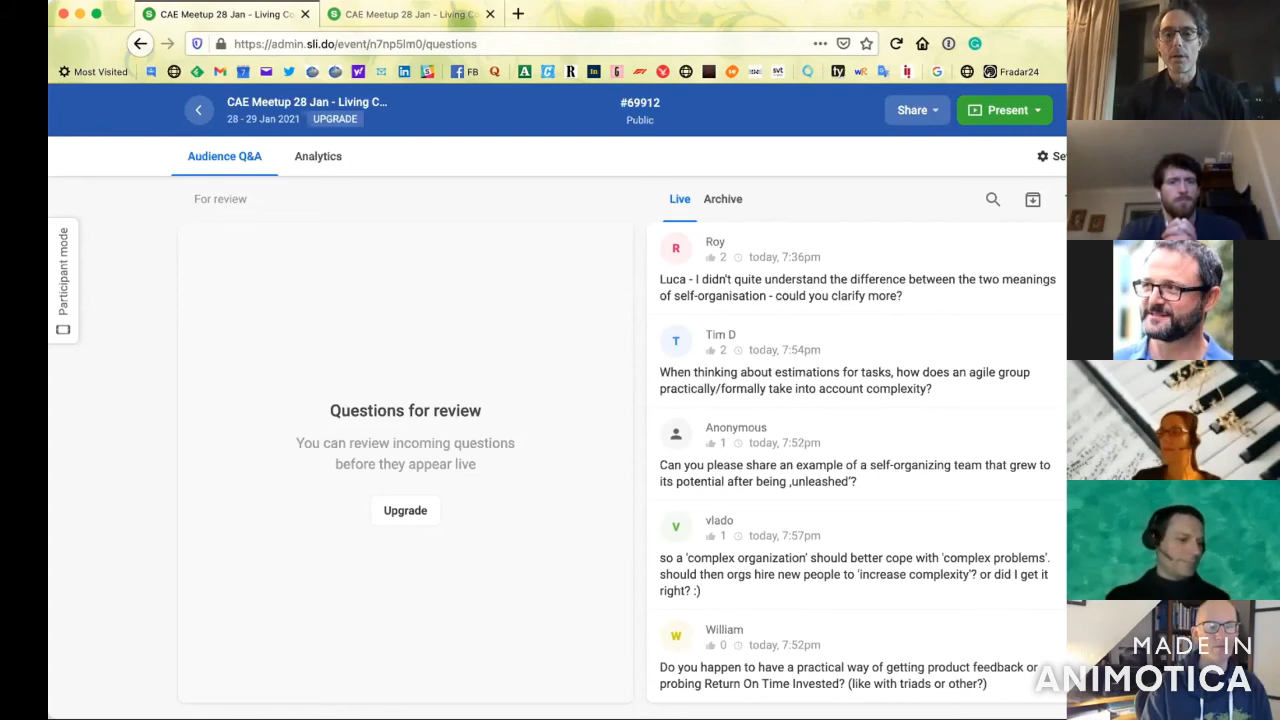 CAE Meetup 28 Jan - Living Co
CAE Meetup 28 Jan - Living Co
https://admin.sli.do/event/n7np5lm0/questions
Most Visited
FB
Fradar24
CAE Meetup 28 Jan - Living C...
28 - 29 Jan 2021
UPGRADE
#69912
Public
Share
Present
Audience Q&A
Analytics
Se
For review
Live
Archive
Participant mode
Questions for review
You can review incoming questions
before they appear live
Upgrade
R
Roy
2
today, 7:36pm
Luca - I didn't quite understand the difference between the two meanings
of self-organisation - could you clarify more?
T
Tim D
2
today, 7:54pm
When thinking about estimations for tasks, how does an agile group
practically/formally take into account complexity?
Anonymous
1
today, 7:52pm
Can you please share an example of a self-organizing team that grew to
its potential after being ‚unleashed'?
V
vlado
1
today, 7:57pm
so a 'complex organization' should better cope with 'complex problems'.
should then orgs hire new people to 'increase complexity'? or did I get it
right? :)
W
William
0
today, 7:52pm
Do you happen to have a practical way of getting product feedback or
probing Return On Time Invested? (like with triads or other?)
MADE IN
ANIMOTICA